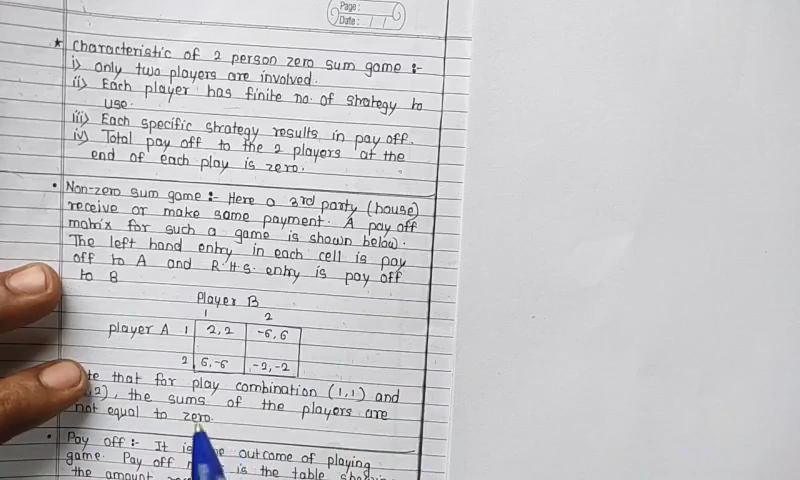 Page:
Date: / /
* Characteristic of 2 person zero sum game :-
i) only two players are involved.
ii) Each player has finite no. of strategy to
use.
iii) Each specific strategy results in pay off.
iv) Total pay off to the 2 players at the
end of each play is zero.
• Non-zero sum game :- Here a 3rd party (house)
receive or make some payment. A pay off
matrix for such a game is shown below.
The left hand entry in each cell is pay
off to A and R.H.S. entry is pay off
to B
Player B
1 2
player A 1 2, 2 -6, 6
2 6, -6 -2, -2
te that for play combination (1,1) and
,2), the sums of the players are
not equal to zero.
• Pay off :- It is outcome of playing
game. Pay off is the table
the amount